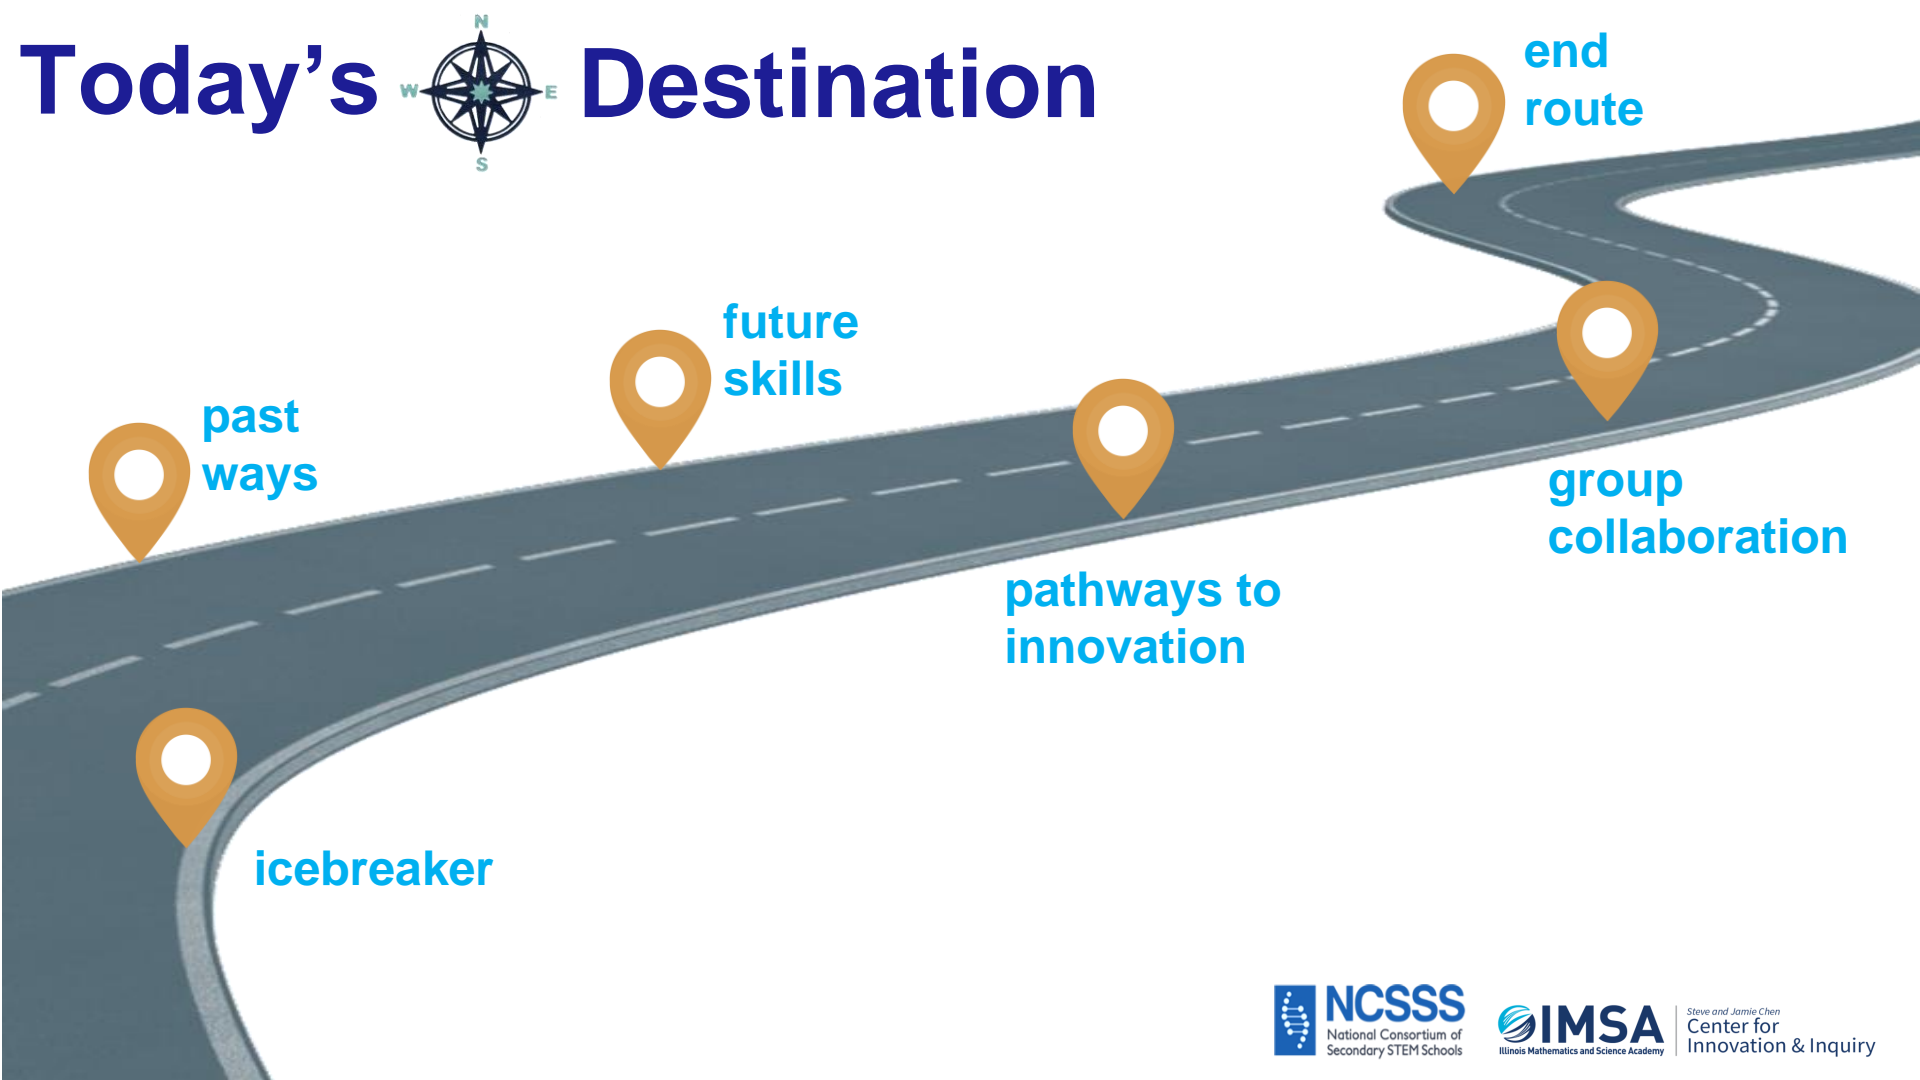 Today’s Destination
N
W
E
S
end
route
future
skills
past
ways
group
collaboration
pathways to
innovation
icebreaker
NCSSS
National Consortium of
Secondary STEM Schools
IMSA
Illinois Mathematics and Science Academy
Steve and Jamie Chen
Center for
Innovation & Inquiry